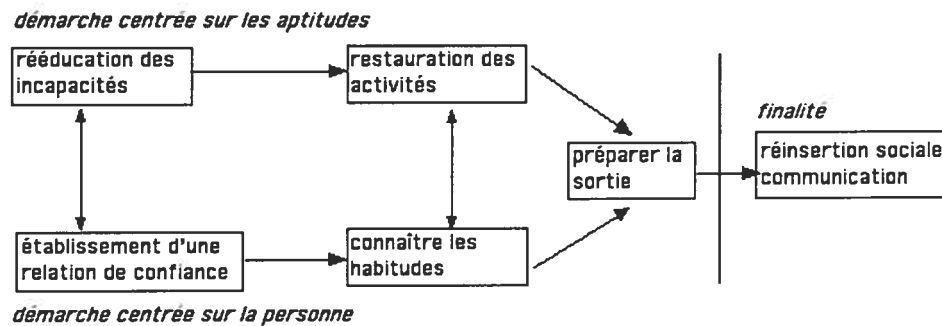 démarche centrée sur les aptitudes
rééducation des
incapacités
restauration des
activités
finalité
préparer la
sortie
réinsertion sociale
communication
établissement d'une
relation de confiance
connaître les
habitudes
démarche centrée sur la personne